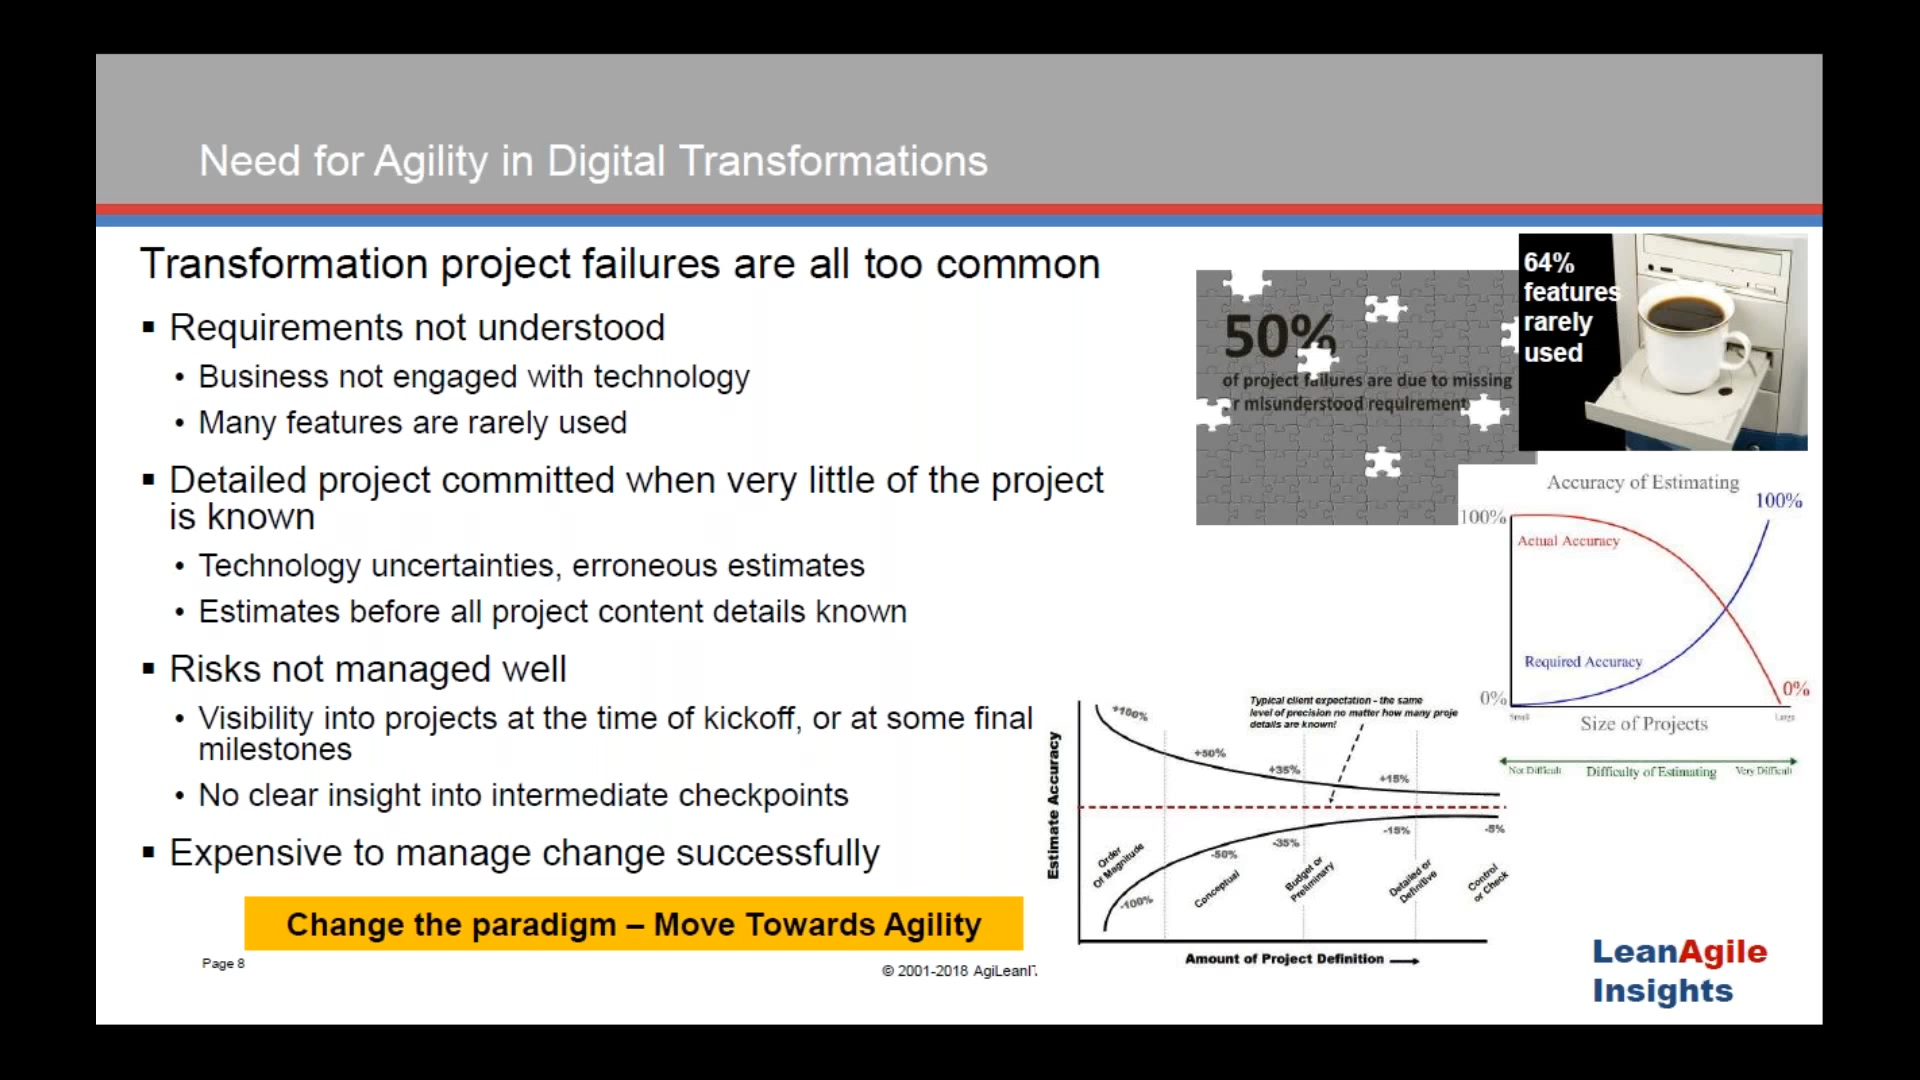 Need for Agility in Digital Transformations
Transformation project failures are all too common
▪ Requirements not understood
• Business not engaged with technology
• Many features are rarely used
▪ Detailed project committed when very little of the project
is known
• Technology uncertainties, erroneous estimates
• Estimates before all project content details known
▪ Risks not managed well
• Visibility into projects at the time of kickoff, or at some final
milestones
• No clear insight into intermediate checkpoints
▪ Expensive to manage change successfully
Change the paradigm – Move Towards Agility
Page 8
© 2001-2018 AgiLean
50%
of project failures are due to missing
r misunderstood requirement
64%
features
rarely
used
Accuracy of Estimating
100%
100%
Actual Accuracy
Required Accuracy
0%
0%
Small
Large
Size of Projects
Not Difficult
Difficulty of Estimating
Very Difficult
Typical client expectation - the same
level of precision no matter how many proje
details are known!
Estimate Accuracy
+100%
+50%
+35%
+15%
-100%
-50%
-35%
-15%
-5%
Order
Of Magnitude
Conceptual
Budget or
Preliminary
Detailed or
Definitive
Control
or Check
Amount of Project Definition
LeanAgile
Insights